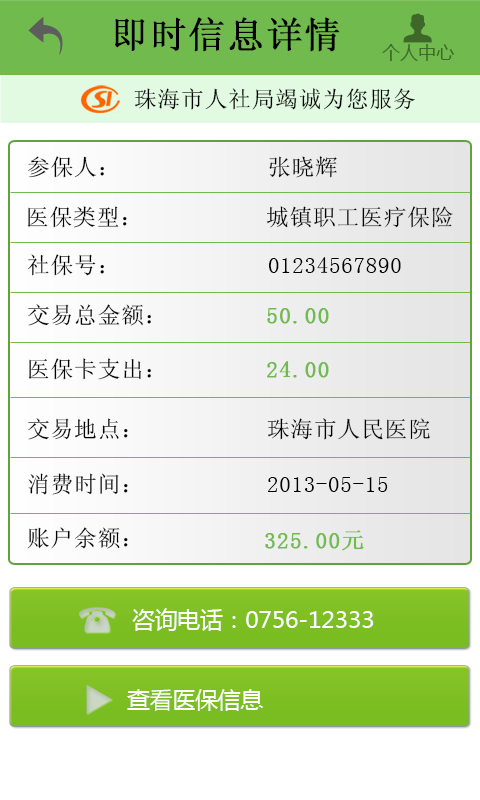 即时信息详情
个人中心
珠海市人社局竭诚为您服务
参保人： 张晓辉
医保类型： 城镇职工医疗保险
社保号： 01234567890
交易总金额： 50.00
医保卡支出： 24.00
交易地点： 珠海市人民医院
消费时间： 2013-05-15
账户余额： 325.00元
咨询电话：0756-12333
查看医保信息